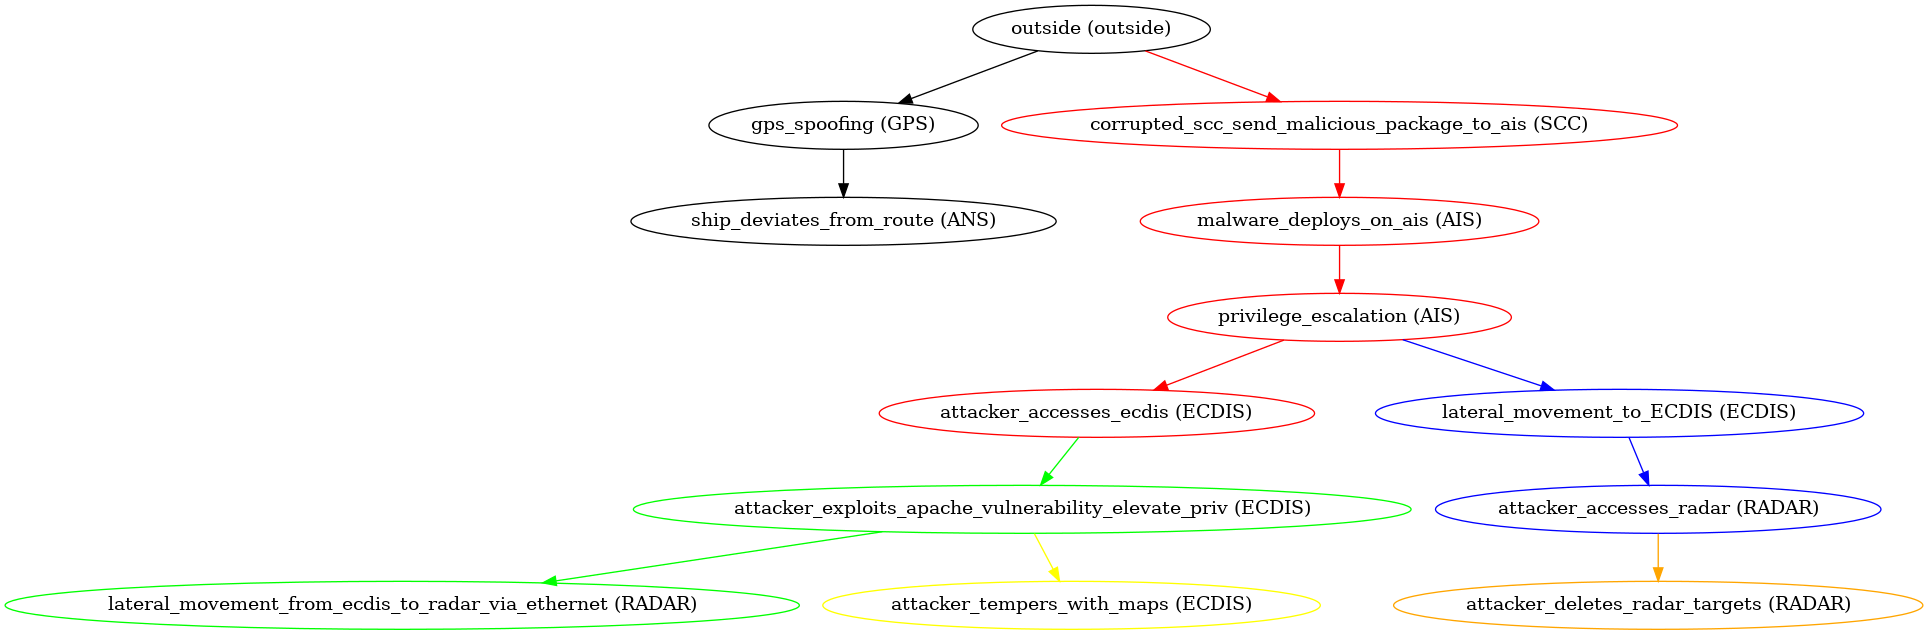 outside (outside)
gps_spoofing (GPS)
corrupted_scc_send_malicious_package_to_ais (SCC)
ship_deviates_from_route (ANS)
malware_deploys_on_ais (AIS)
privilege_escalation (AIS)
attacker_accesses_ecdis (ECDIS)
lateral_movement_to_ECDIS (ECDIS)
attacker_exploits_apache_vulnerability_elevate_priv (ECDIS)
attacker_accesses_radar (RADAR)
lateral_movement_from_ecdis_to_radar_via_ethernet (RADAR)
attacker_tempers_with_maps (ECDIS)
attacker_deletes_radar_targets (RADAR)